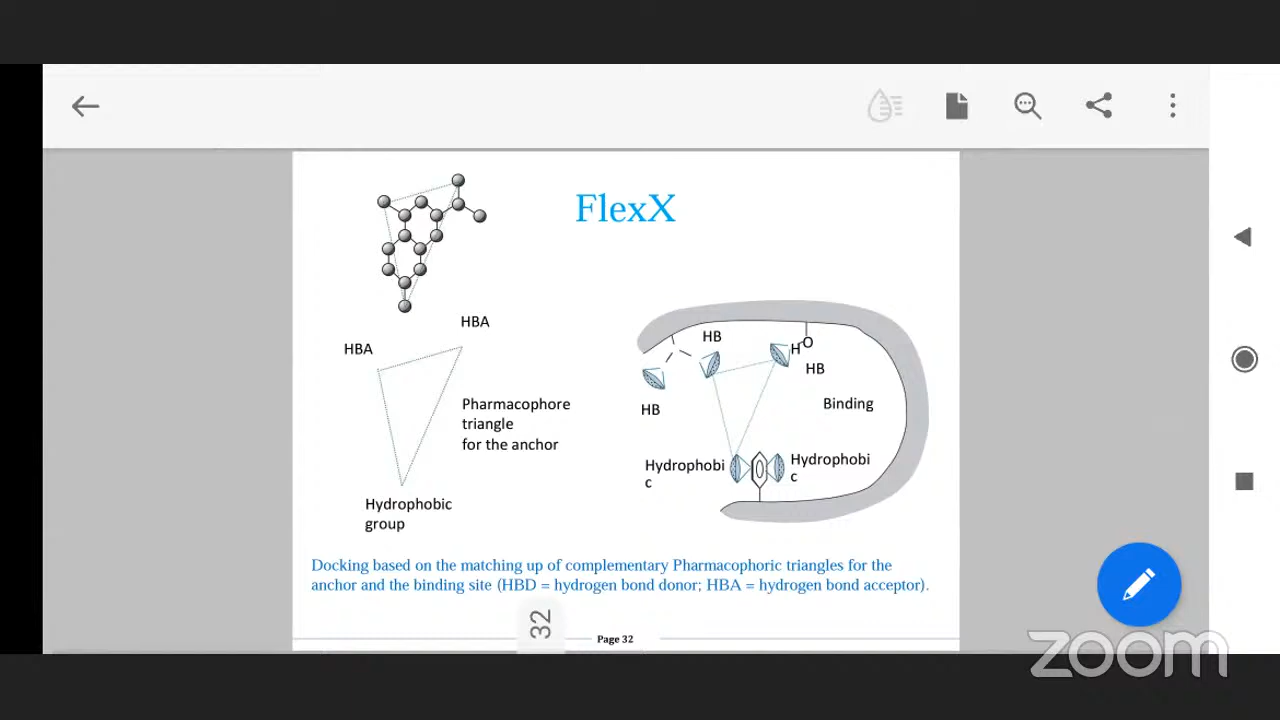 FlexX
HBA
HBA
Pharmacophore
triangle
for the anchor
Hydrophobic
group
HB
H
O
HB
HB
Binding
Hydrophobi
c
Hydrophobi
c
Docking based on the matching up of complementary Pharmacophoric triangles for the
anchor and the binding site (HBD = hydrogen bond donor; HBA = hydrogen bond acceptor).
32
Page 32
zoom